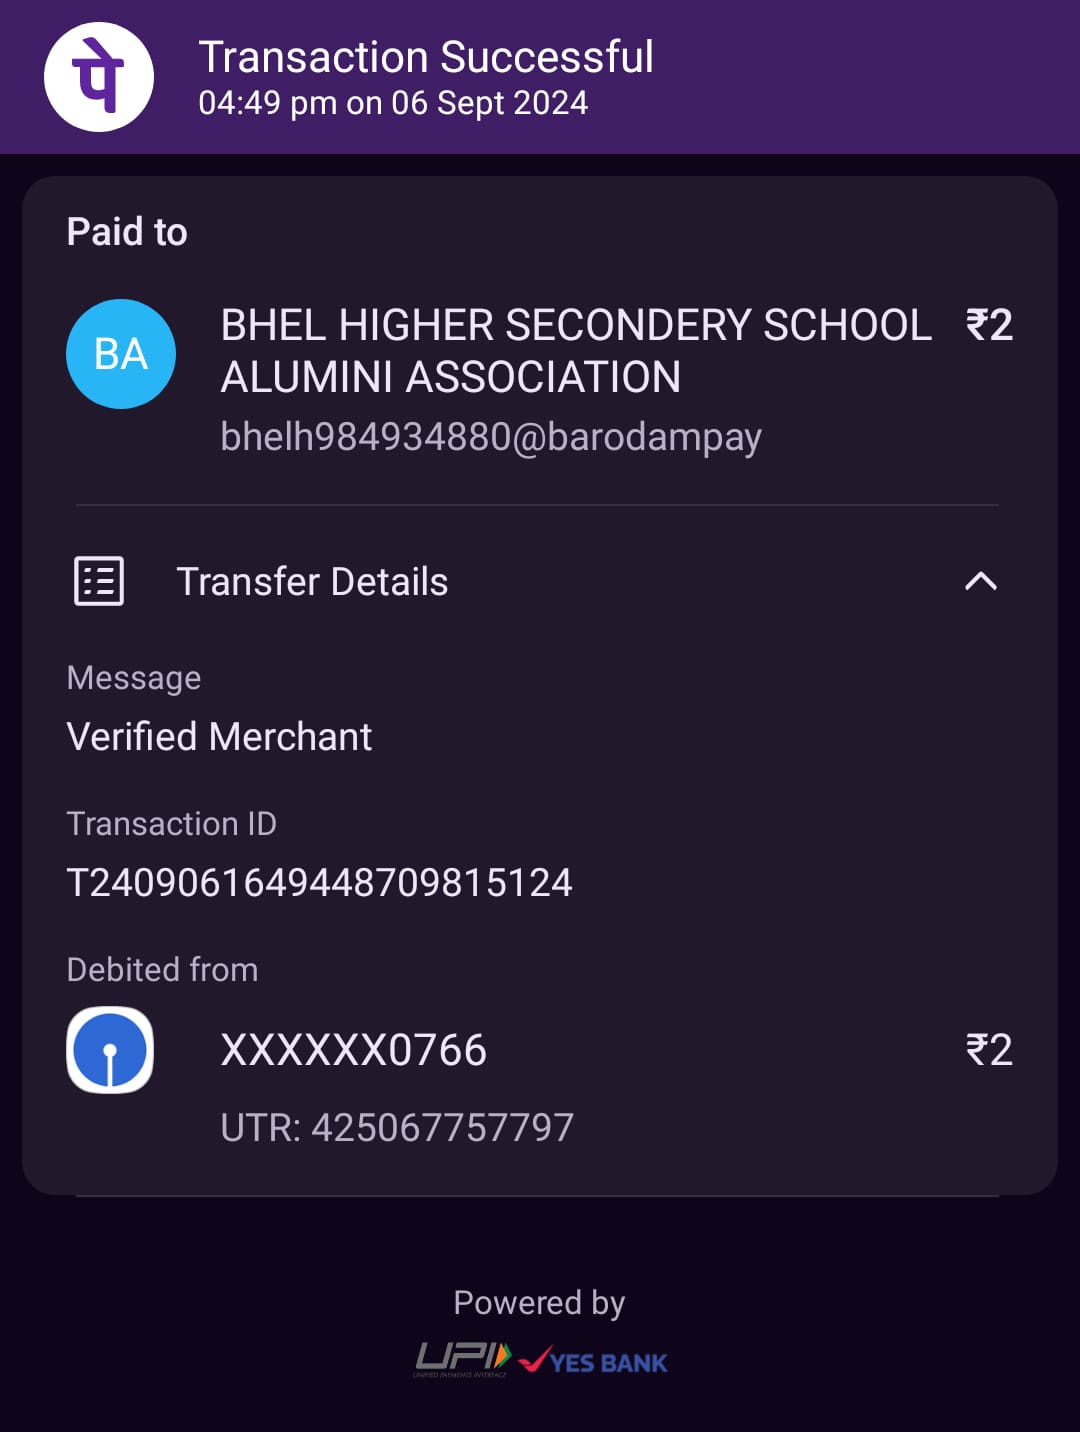 पे
Transaction Successful
04:49 pm on 06 Sept 2024
Paid to
BA
BHEL HIGHER SECONDERY SCHOOL ₹2
ALUMINI ASSOCIATION
bhelh984934880@barodampay
Transfer Details
Message
Verified Merchant
Transaction ID
T2409061649448709815124
Debited from
XXXXXX0766 ₹2
UTR: 425067757797
Powered by
UPI YES BANK
UNIFIED PAYMENTS INTERFACE